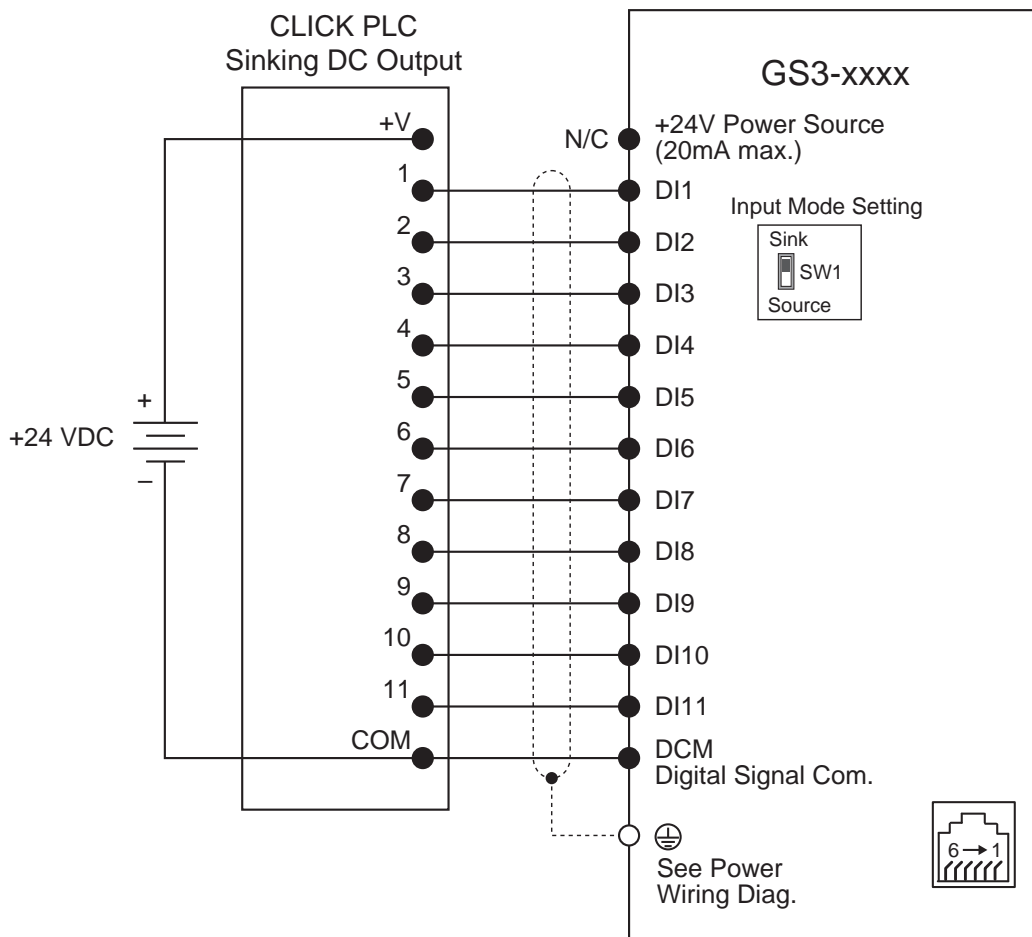 CLICK PLC
Sinking DC Output
GS3-xxxx
+V
N/C
+24V Power Source
(20mA max.)
1
DI1
Input Mode Setting
Sink
SW1
Source
2
DI2
3
DI3
4
DI4
5
DI5
+
+24 VDC
–
6
DI6
7
DI7
8
DI8
9
DI9
10
DI10
11
DI11
COM
DCM
Digital Signal Com.
See Power
Wiring Diag.
6→1